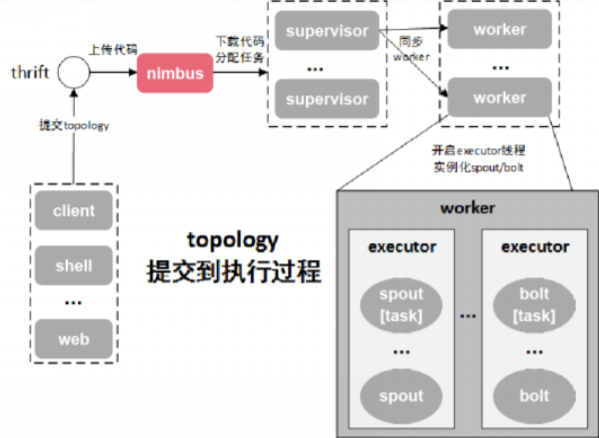 thrift
上传代码
nimbus
下载代码
分配任务
supervisor
...
supervisor
同步
worker
worker
...
worker
提交topology
client
shell
...
web
topology
提交到执行过程
开启executor线程
实例化spout/bolt
worker
executor
spout
[task]
...
spout
...
executor
bolt
[task]
...
bolt